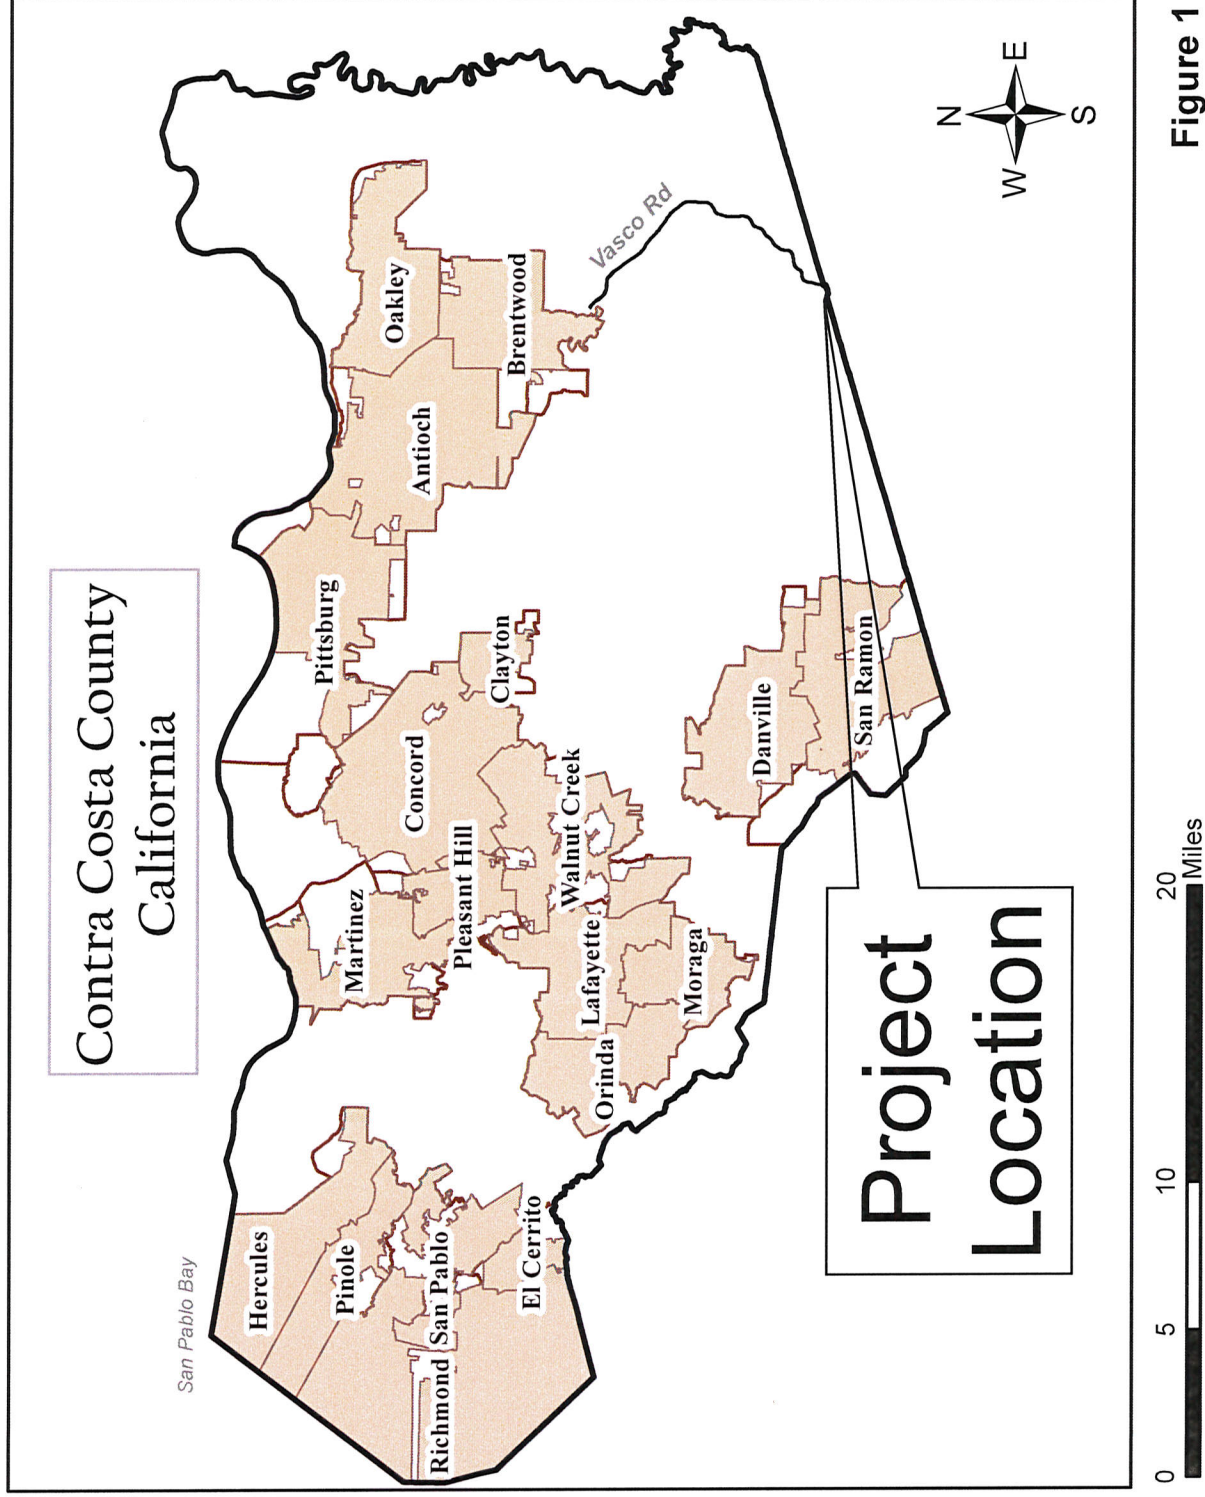 Contra Costa County
California
San Pablo Bay
Hercules
Pinole
Richmond
San Pablo
El Cerrito
Martinez
Pleasant Hill
Concord
Pittsburg
Clayton
Antioch
Oakley
Brentwood
Vasco Rd
Walnut Creek
Lafayette
Orinda
Moraga
Danville
San Ramon
Project
Location
N
W
E
S
0
5
10
20
Miles
Figure 1